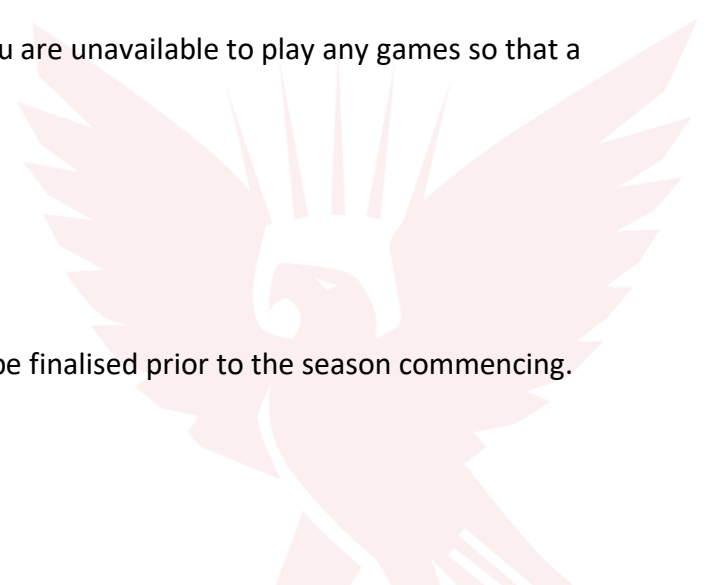 are unavailable to play any games so that a
be finalised prior to the season commencing.